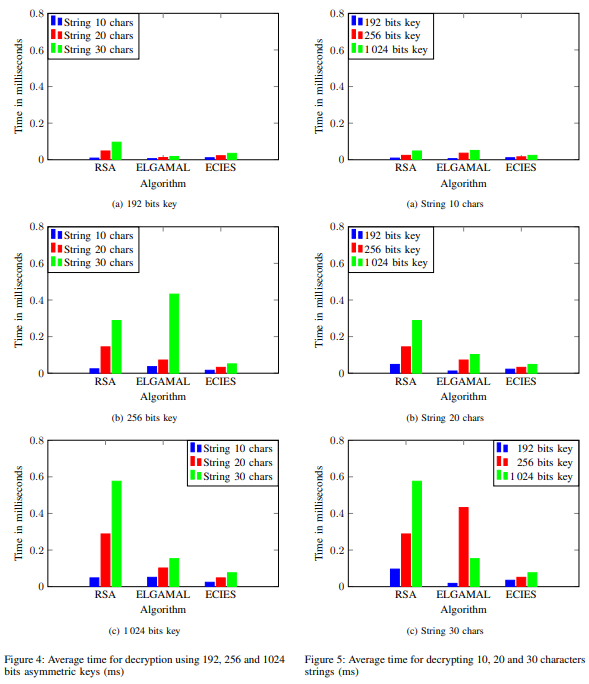 0.8
0.6
0.4
0.2
0
Time in milliseconds
String 10 chars
String 20 chars
String 30 chars
RSA ELGAMAL ECIES
Algorithm
(a) 192 bits key
0.8
0.6
0.4
0.2
0
Time in milliseconds
String 10 chars
String 20 chars
String 30 chars
RSA ELGAMAL ECIES
Algorithm
(b) 256 bits key
0.8
0.6
0.4
0.2
0
Time in milliseconds
String 10 chars
String 20 chars
String 30 chars
RSA ELGAMAL ECIES
Algorithm
(c) 1 024 bits key
Figure 4: Average time for decryption using 192, 256 and 1024
bits asymmetric keys (ms)
0.8
0.6
0.4
0.2
0
Time in milliseconds
192 bits key
256 bits key
1 024 bits key
RSA ELGAMAL ECIES
Algorithm
(a) String 10 chars
0.8
0.6
0.4
0.2
0
Time in milliseconds
192 bits key
256 bits key
1 024 bits key
RSA ELGAMAL ECIES
Algorithm
(b) String 20 chars
0.8
0.6
0.4
0.2
0
Time in milliseconds
192 bits key
256 bits key
1 024 bits key
RSA ELGAMAL ECIES
Algorithm
(c) String 30 chars
Figure 5: Average time for decrypting 10, 20 and 30 characters
strings (ms)